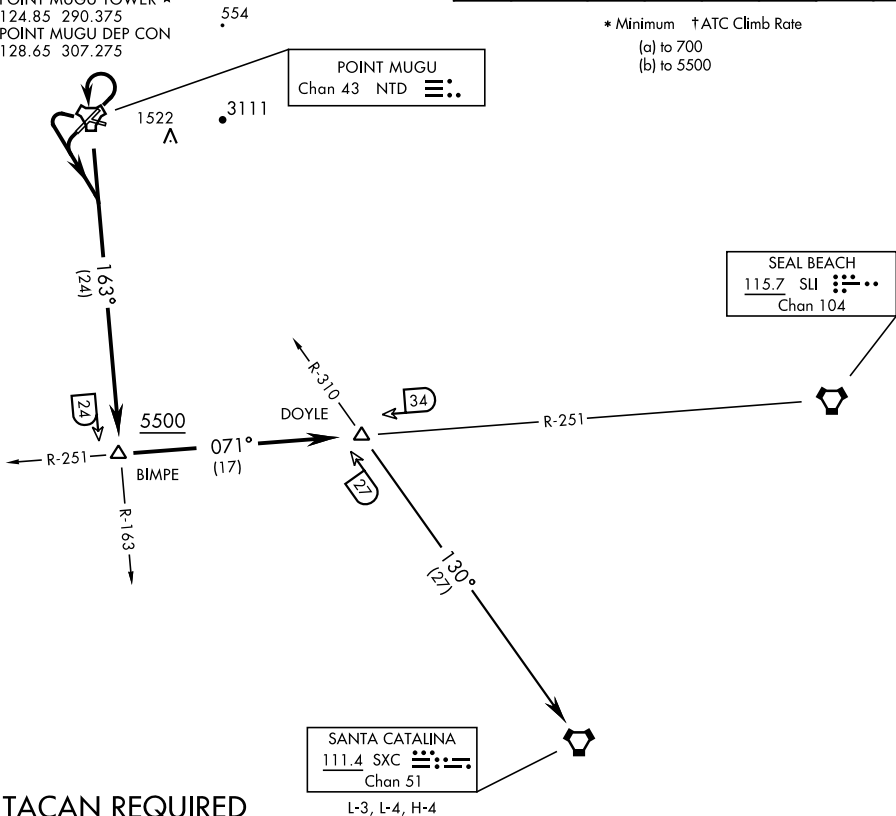 POINT MUGU TOWER ★
124.85 290.375
POINT MUGU DEP CON
128.65 307.275
554
* Minimum †ATC Climb Rate
(a) to 700
(b) to 5500
POINT MUGU
Chan 43 NTD
1522
3111
163°
(24)
SEAL BEACH
115.7 SLI
Chan 104
R-310
34
24
5500
DOYLE
R-251
071°
(17)
R-251
BIMPE
27
R-163
130°
(27)
SANTA CATALINA
111.4 SXC
Chan 51
L-3, L-4, H-4
TACAN REQUIRED